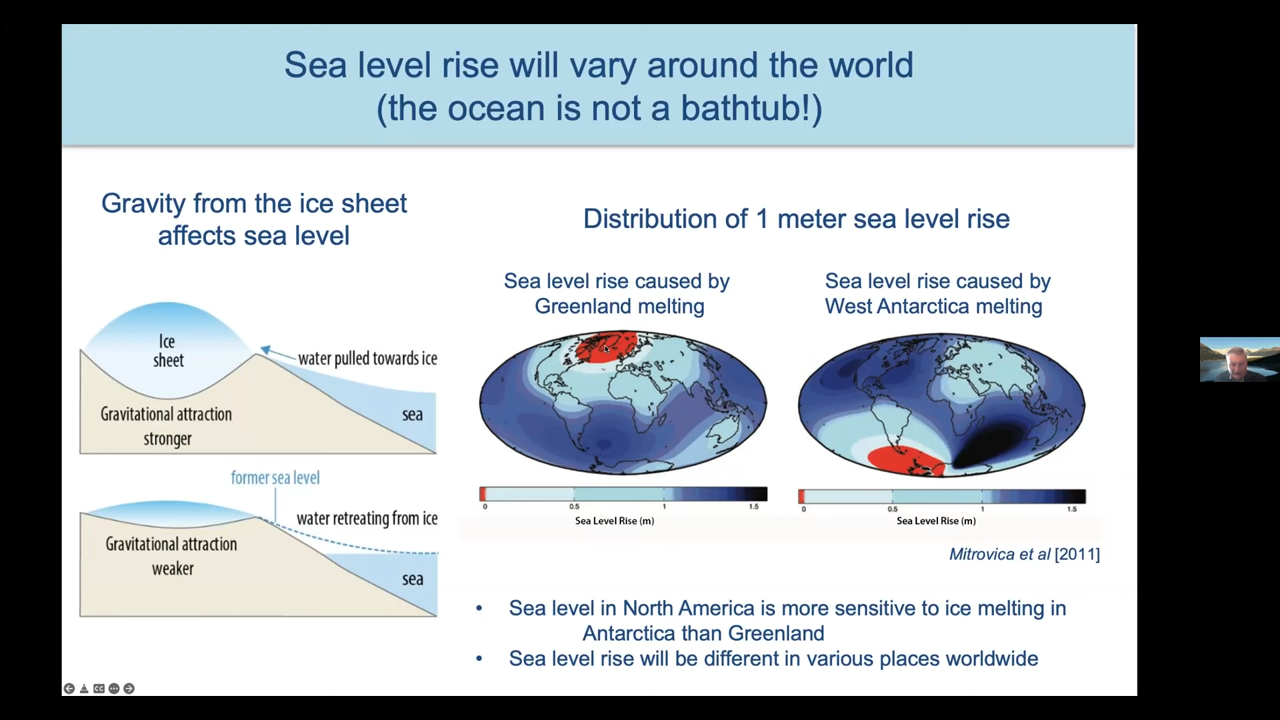 Sea level rise will vary around the world
(the ocean is not a bathtub!)
Gravity from the ice sheet
affects sea level
Ice
sheet
water pulled towards ice
Gravitational attraction
stronger
sea
former sea level
water retreating from ice
Gravitational attraction
weaker
sea
Distribution of 1 meter sea level rise
Sea level rise caused by
Greenland melting
0 0.5 1 1.5
Sea Level Rise (m)
Sea level rise caused by
West Antarctica melting
0 0.5 1 1.5
Sea Level Rise (m)
Mitrovica et al [2011]
• Sea level in North America is more sensitive to ice melting in
Antarctica than Greenland
• Sea level rise will be different in various places worldwide
CC